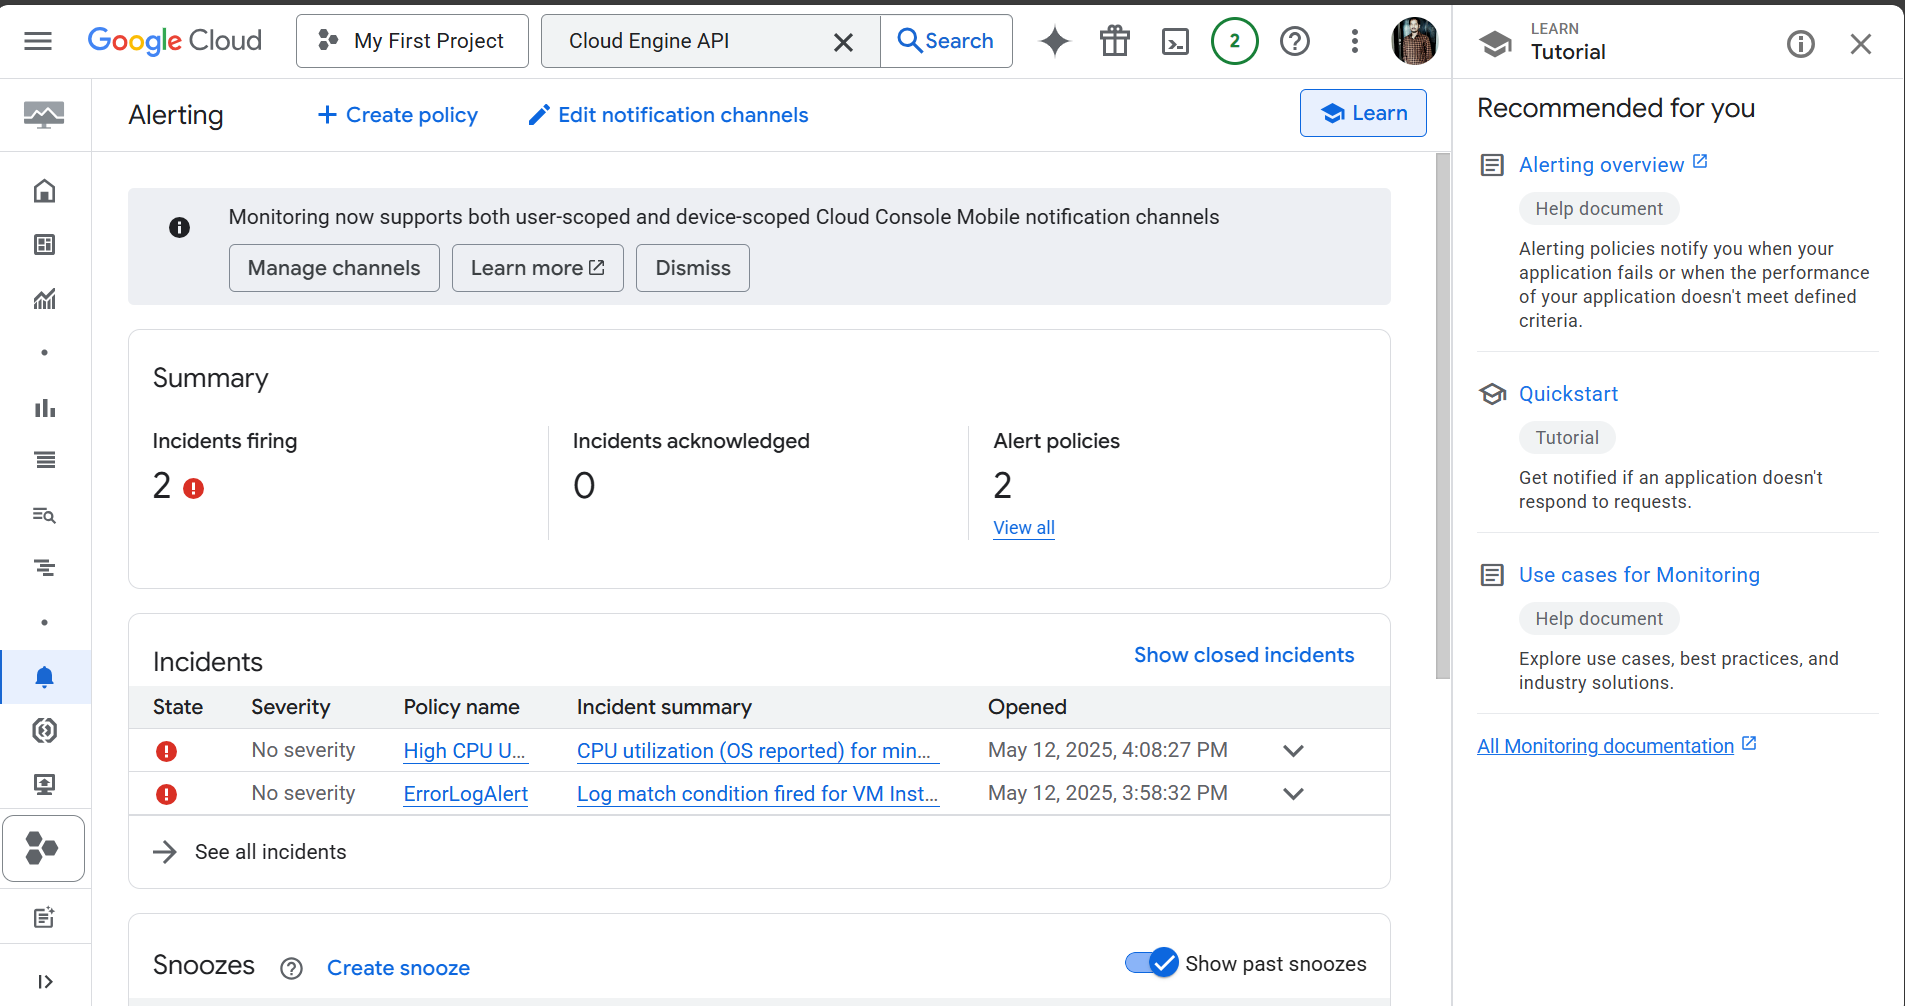 Google Cloud
My First Project
Cloud Engine API
Search
2
LEARN
Tutorial
Alerting
Create policy
Edit notification channels
Learn
Monitoring now supports both user-scoped and device-scoped Cloud Console Mobile notification channels
Manage channels
Learn more
Dismiss
Summary
Incidents firing
2
Incidents acknowledged
0
Alert policies
2
View all
Incidents
Show closed incidents
State Severity Policy name Incident summary Opened
No severity High CPU U... CPU utilization (OS reported) for min... May 12, 2025, 4:08:27 PM
No severity ErrorLogAlert Log match condition fired for VM Inst... May 12, 2025, 3:58:32 PM
See all incidents
Snoozes
Create snooze
Show past snoozes
Recommended for you
Alerting overview
Help document
Alerting policies notify you when your
application fails or when the performance
of your application doesn't meet defined
criteria.
Quickstart
Tutorial
Get notified if an application doesn't
respond to requests.
Use cases for Monitoring
Help document
Explore use cases, best practices, and
industry solutions.
All Monitoring documentation